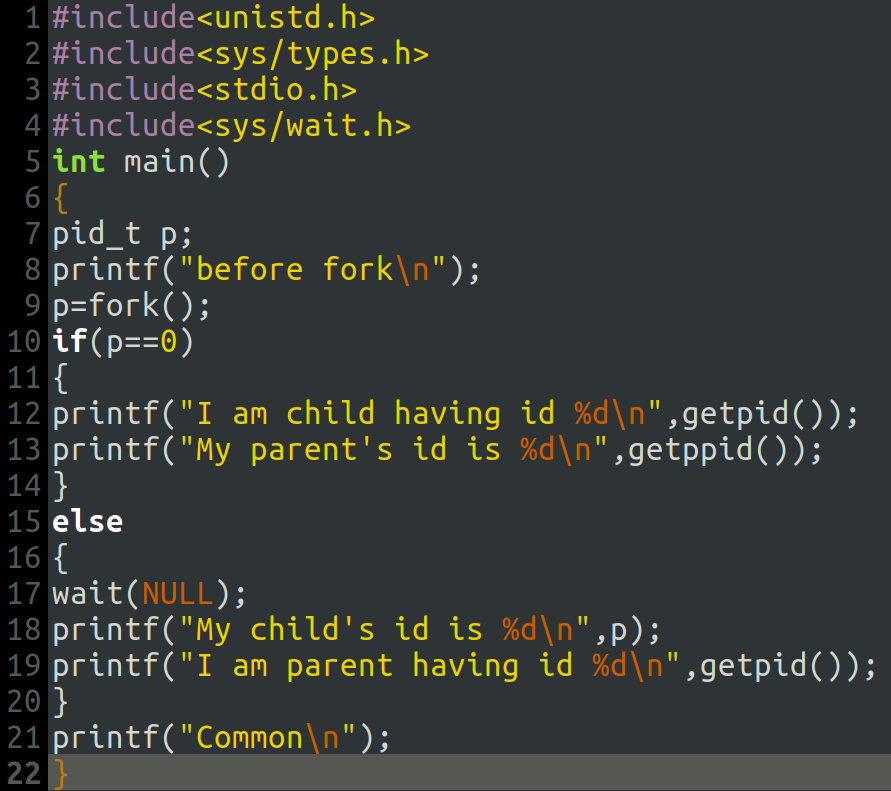 1 #include<unistd.h>
2 #include<sys/types.h>
3 #include<stdio.h>
4 #include<sys/wait.h>
5 int main()
6 {
7 pid_t p;
8 printf("before fork\n");
9 p=fork();
10 if(p==0)
11 {
12 printf("I am child having id %d\n",getpid());
13 printf("My parent's id is %d\n",getppid());
14 }
15 else
16 {
17 wait(NULL);
18 printf("My child's id is %d\n",p);
19 printf("I am parent having id %d\n",getpid());
20 }
21 printf("Common\n");
22 }